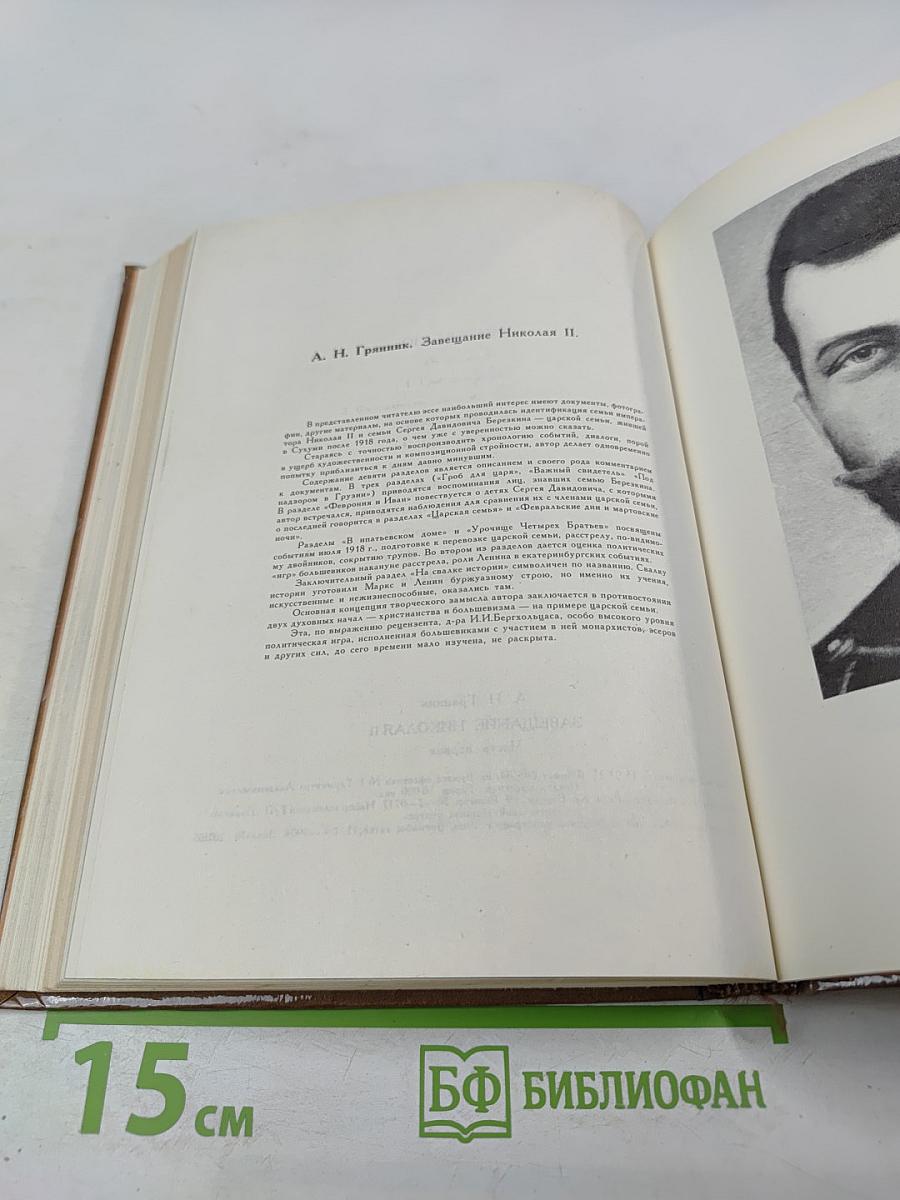 А. Н. Грянник. Завещание Николая II.
В представленном читателю эссе наибольший интерес имеют документы, фотогра-
фии, другие материалы, на основе которых проводилась идентификация семьи импера-
тора Николая II и семьи Сергея Давидовича Березкина — царской семьи, жившей
в Сухуми после 1918 года, о чем уже с уверенностью можно сказать.
Стараясь с точностью воспроизводить хронологию событий, диалоги, порой
в ущерб художественности и композиционной стройности, автор делает одновременно
попытку приблизиться к дням давно минувшим.
Содержание девяти разделов является описанием и своего рода комментарием
к документам. В трех разделах («Гроб для царя», «Важный свидетель» «Под
надзором в Грузии») приводятся воспоминания лиц, знавших семью Березкина.
В разделе «Феврония и Иван» повествуется о детях Сергея Давидовича, с которыми
автор встречался, приводятся наблюдения для сравнения их с членами царской семьи,
о последней говорится в разделах «Царская семья» и «Февральские дни и мартовские
ночи».
Разделы «В ипатьевском доме» и «Урочище Четырех Братьев» посвящены
событиям июля 1918 г., подготовке к перевозке царской семьи, расстрелу, по-видимо-
му двойников, сокрытию трупов. Во втором из разделов дается оценка политических
«игр» большевиков накануне расстрела, роли Ленина в екатеринбургских событиях.
Заключительный раздел «На свалке истории» символичен по названию. Свалку
истории уготовили Маркс и Ленин буржуазному строю, но именно их учения,
искусственные и нежизнеспособные, оказались там.
Основная концепция творческого замысла автора заключается в противостоянии
двух духовных начал — христианства и большевизма — на примере царской семьи.
Эта, по выражению рецензента, д-ра И.И.Бергхольцаса, особо высокого уровня
политическая игра, исполненная большевиками с участием в ней монархистов, эсеров
и других сил, до сего времени мало изучена, не раскрыта.
15 см
БФ БИБЛИОФАН